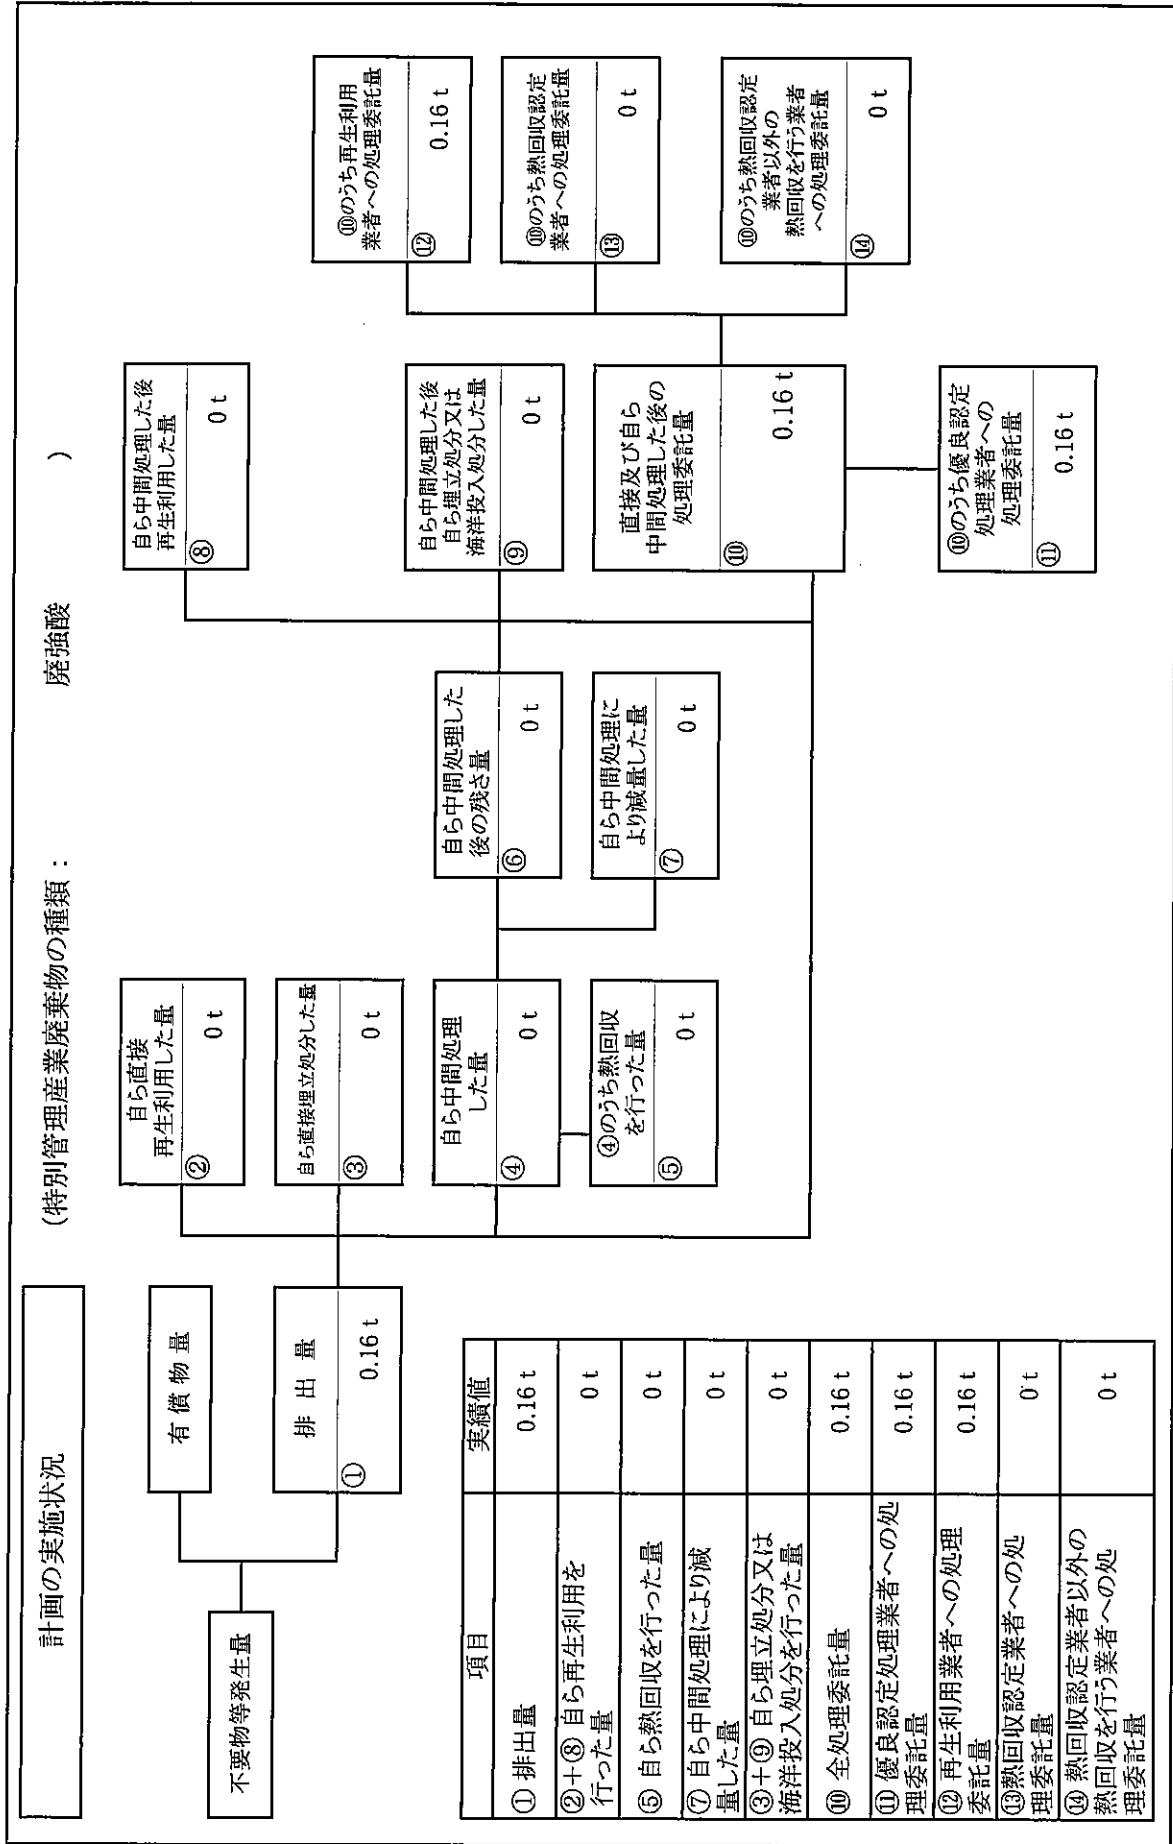 計画の実施状況
(特別管理産業廃棄物の種類： 廃強酸 )
不要物等発生量
有償物量
排出量
① 0.16 t
自ら直接
再生利用した量
② 0 t
自ら直接埋立処分した量
③ 0 t
自ら中間処理
した量
④ 0 t
④のうち熱回収
を行った量
⑤ 0 t
自ら中間処理した
後の残さ量
⑥ 0 t
自ら中間処理に
より減量した量
⑦ 0 t
自ら中間処理した後
再生利用した量
⑧ 0 t
自ら中間処理した後
自ら埋立処分又は
海洋投入処分した量
⑨ 0 t
直接及び自ら
中間処理した後の
処理委託量
⑩ 0.16 t
⑩のうち優良認定
処理業者への
処理委託量
⑪ 0.16 t
⑩のうち再生利用
業者への処理委託量
⑫ 0.16 t
⑩のうち熱回収認定
業者への処理委託量
⑬ 0 t
⑩のうち熱回収認定
業者以外の
熱回収を行う業者
への処理委託量
⑭ 0 t
項目 実績値
① 排出量 0.16 t
②＋⑧ 自ら再生利用を
行った量 0 t
⑤ 自ら熱回収を行った量 0 t
⑦ 自ら中間処理により減
量した量 0 t
③＋⑨ 自ら埋立処分又は
海洋投入処分を行った量 0 t
⑩ 全処理委託量 0.16 t
⑪ 優良認定処理業者への処
理委託量 0.16 t
⑫ 再生利用業者への処理
委託量 0.16 t
⑬熱回収認定業者への処
理委託量 0 t
⑭ 熱回収認定業者以外の
熱回収を行う業者への処
理委託量 0 t